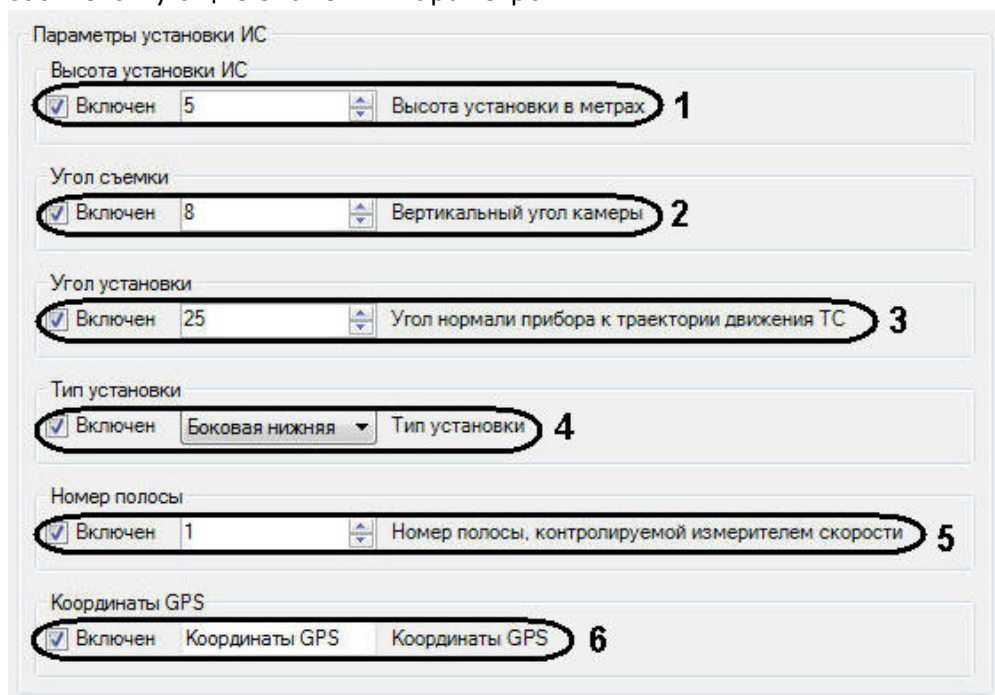 Параметры установки ИС
Высота установки ИС
Включен 5 Высота установки в метрах 1
Угол съемки
Включен 8 Вертикальный угол камеры 2
Угол установки
Включен 25 Угол нормали прибора к траектории движения ТС 3
Тип установки
Включен Боковая нижняя Тип установки 4
Номер полосы
Включен 1 Номер полосы, контролируемой измерителем скорости 5
Координаты GPS
Включен Координаты GPS Координаты GPS 6